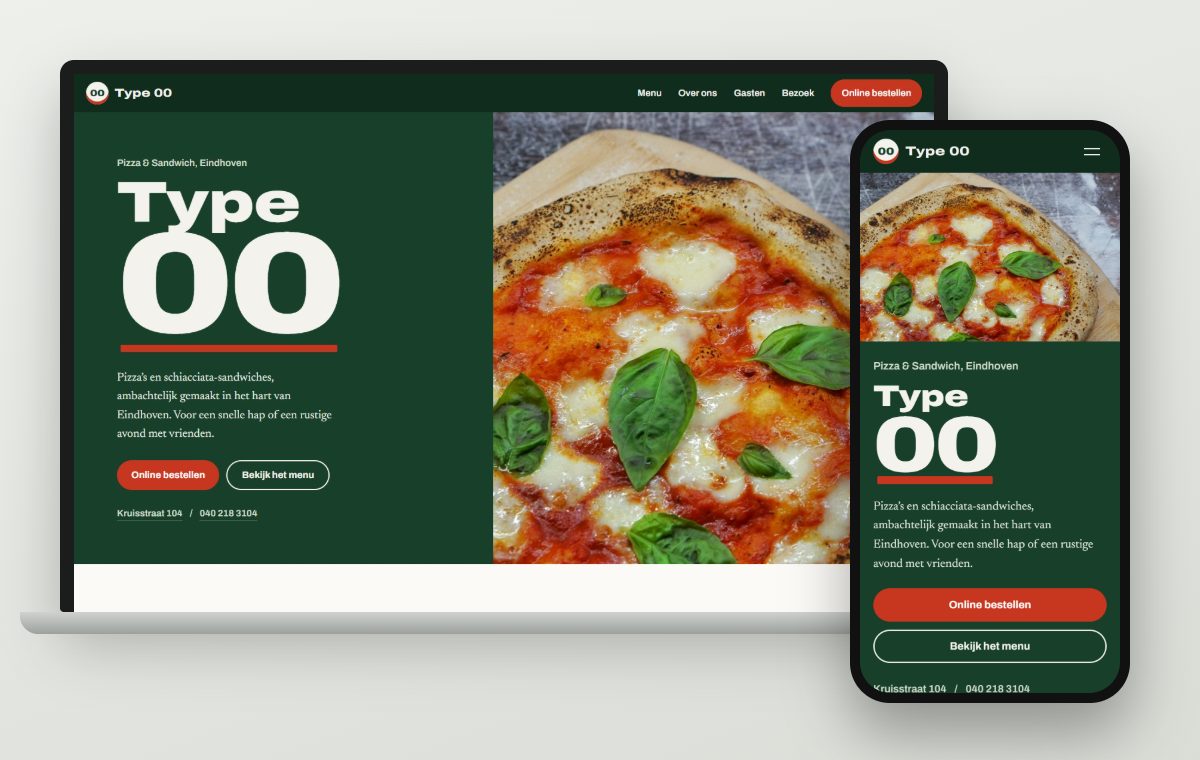 00 Type 00
Menu Over ons Gasten Bezoek Online bestellen
Pizza & Sandwich, Eindhoven
Type
00
Pizza's en schiacciata-sandwiches,
ambachtelijk gemaakt in het hart van
Eindhoven. Voor een snelle hap of een rustige
avond met vrienden.
Online bestellen Bekijk het menu
Kruisstraat 104 / 040 218 3104
00 Type 00
Pizza & Sandwich, Eindhoven
Type
00
Pizza's en schiacciata-sandwiches,
ambachtelijk gemaakt in het hart van
Eindhoven. Voor een snelle hap of een rustige
avond met vrienden.
Online bestellen
Bekijk het menu
Kruisstraat 104 / 040 218 3104